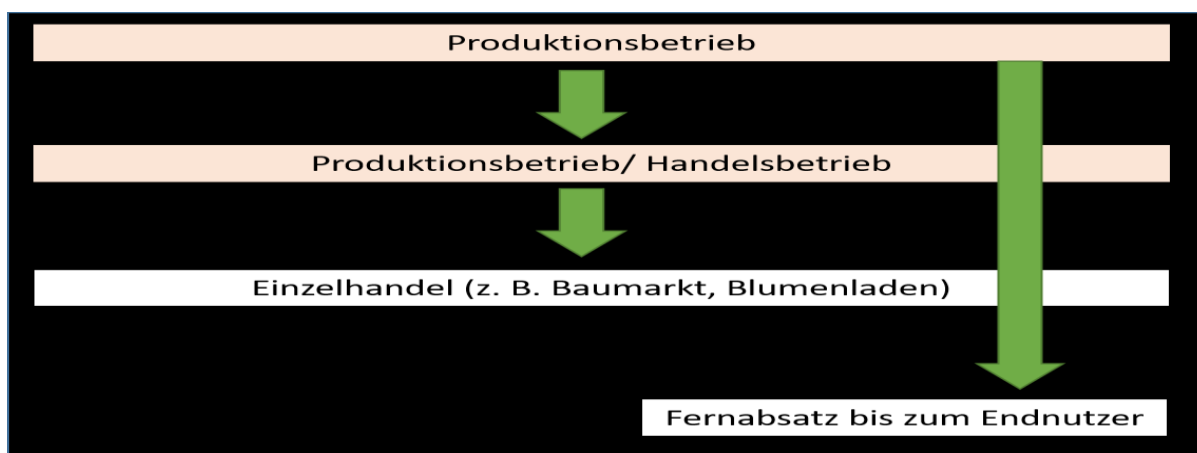 Produktionsbetrieb
Produktionsbetrieb/ Handelsbetrieb
Einzelhandel (z. B. Baumarkt, Blumenladen)
Fernabsatz bis zum Endnutzer